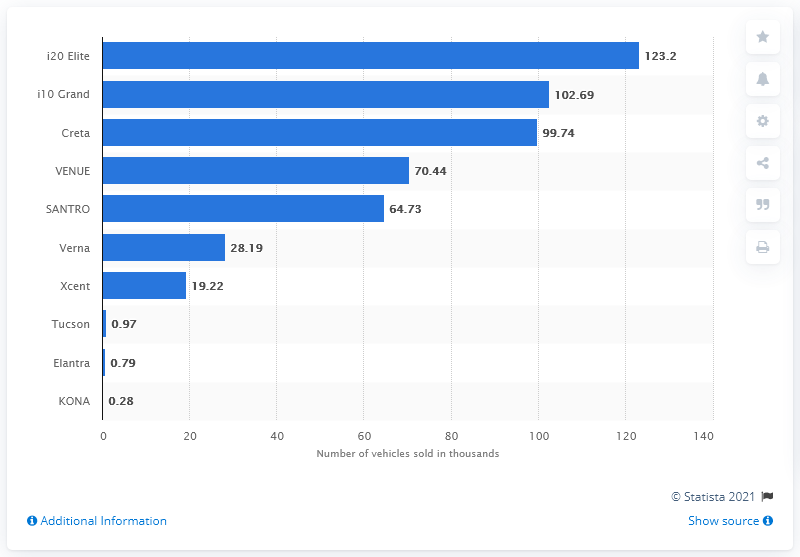 i20 Elite 123.2
i10 Grand 102.69
Creta 99.74
VENUE 70.44
SANTRO 64.73
Verna 28.19
Xcent 19.22
Tucson 0.97
Elantra 0.79
KONA 0.28
0 20 40 60 80 100 120 140
Number of vehicles sold in thousands
© Statista 2021
Additional Information Show source